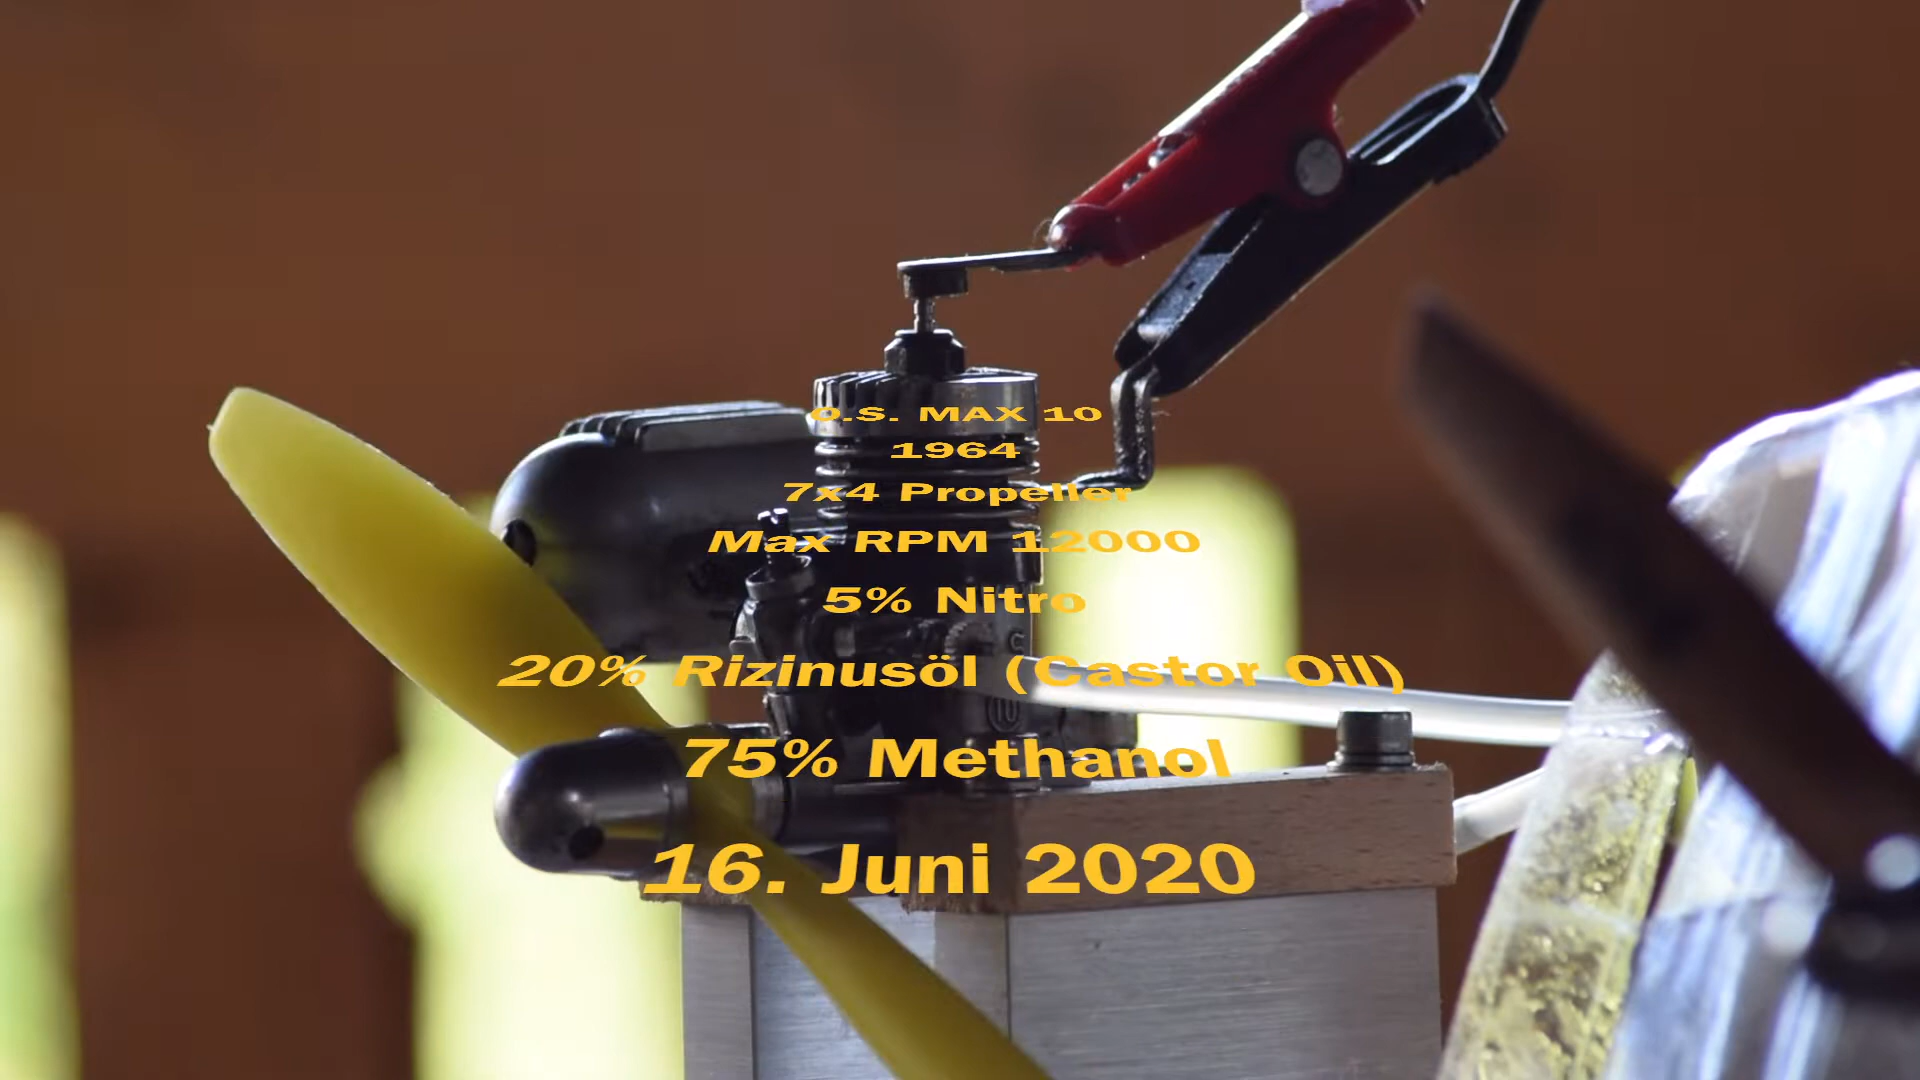 O.S. MAX 10
1964
7x4 Propeller
Max RPM 12000
5% Nitro
20% Rizinusöl (Castor Oil)
75% Methanol
16. Juni 2020
10